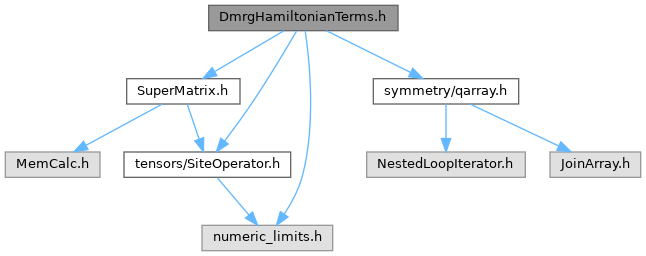 DmrgHamiltonianTerms.h
SuperMatrix.h
symmetry/qarray.h
MemCalc.h
tensors/SiteOperator.h
NestedLoopIterator.h
JoinArray.h
numeric_limits.h